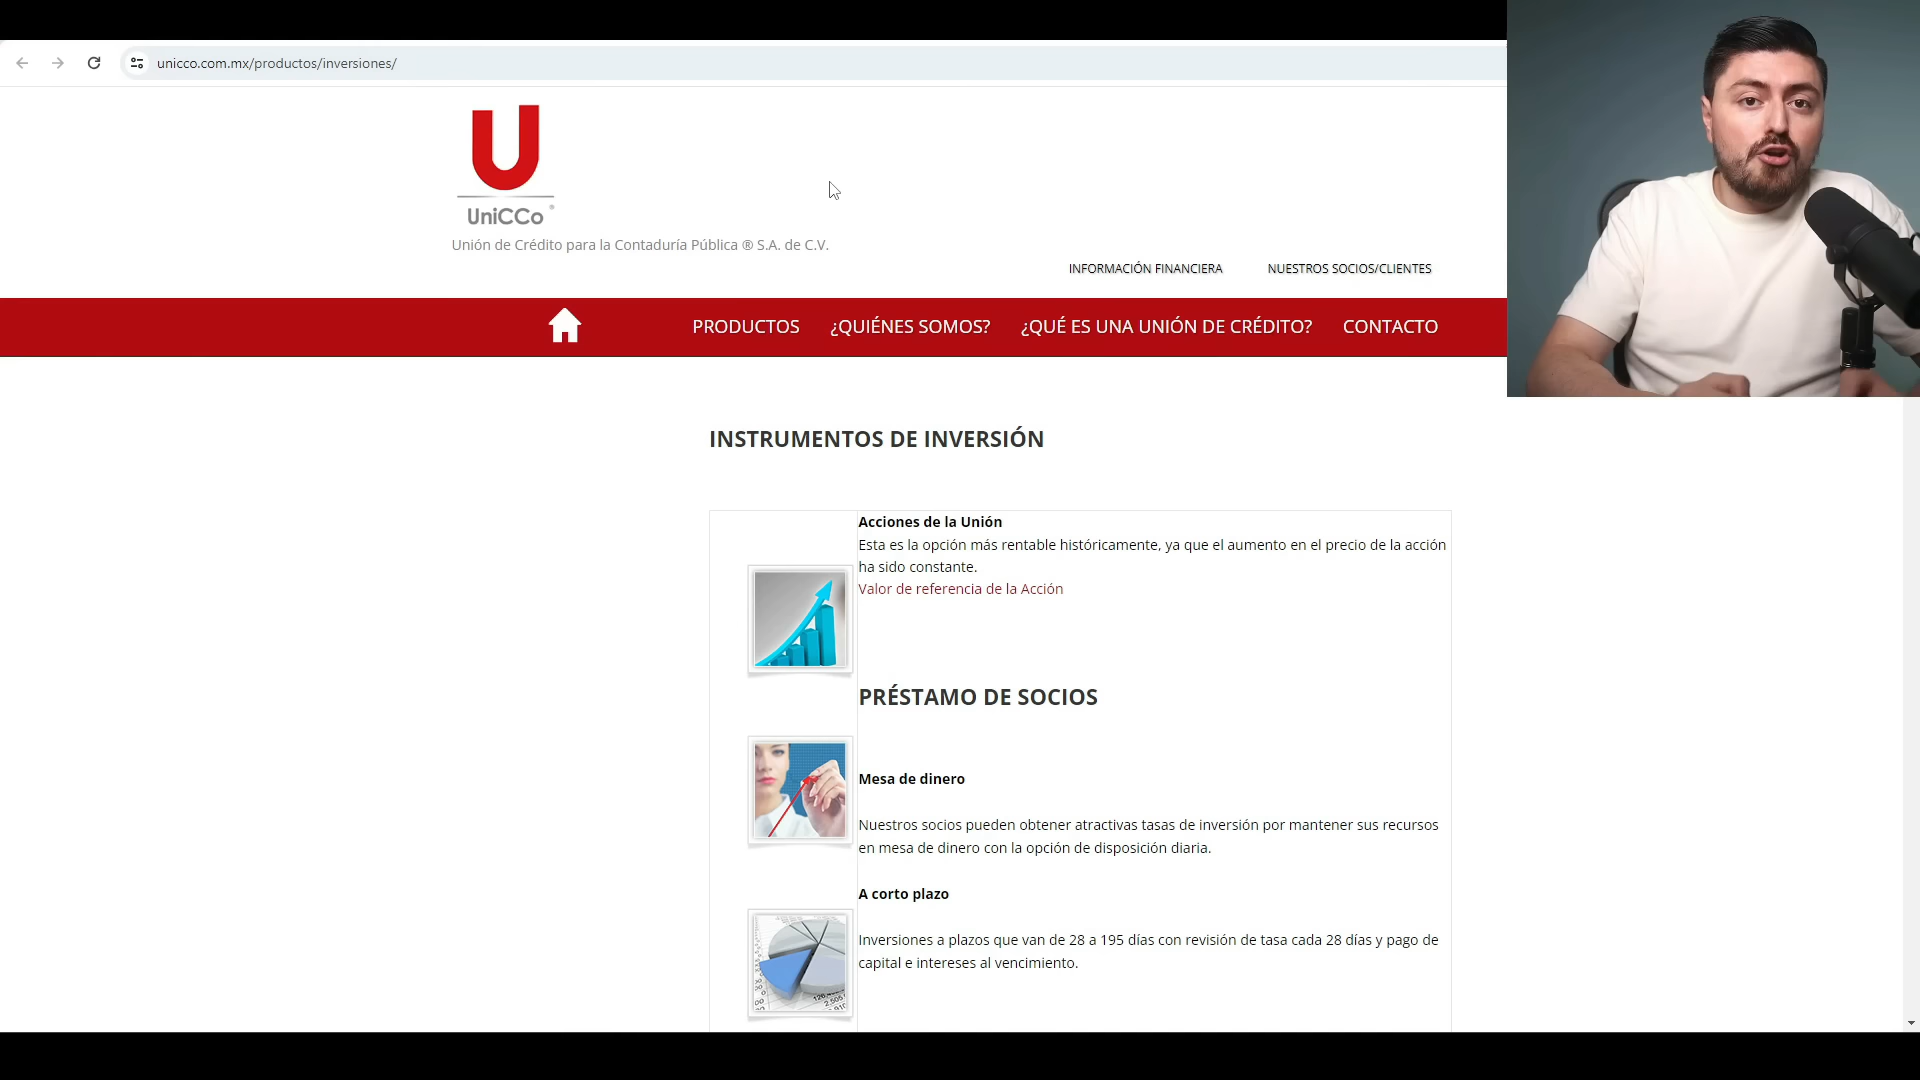 unicco.com.mx/productos/inversiones/
U
UniCCo ®
Unión de Crédito para la Contaduría Pública ® S.A. de C.V.
INFORMACIÓN FINANCIERA
NUESTROS SOCIOS/CLIENTES
PRODUCTOS
¿QUIÉNES SOMOS?
¿QUÉ ES UNA UNIÓN DE CRÉDITO?
CONTACTO
INSTRUMENTOS DE INVERSIÓN
Acciones de la Unión
Esta es la opción más rentable históricamente, ya que el aumento en el precio de la acción
ha sido constante.
Valor de referencia de la Acción
PRÉSTAMO DE SOCIOS
Mesa de dinero
Nuestros socios pueden obtener atractivas tasas de inversión por mantener sus recursos
en mesa de dinero con la opción de disposición diaria.
A corto plazo
Inversiones a plazos que van de 28 a 195 días con revisión de tasa cada 28 días y pago de
capital e intereses al vencimiento.